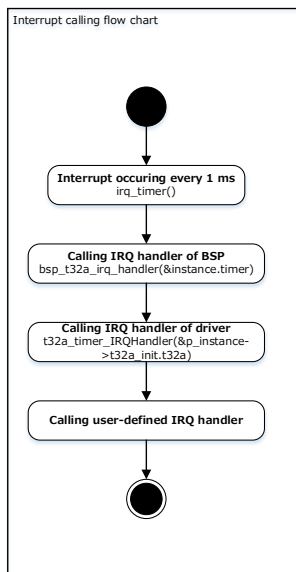 Interrupt calling flow chart
Interrupt occuring every 1 ms
irq_timer()
Calling IRQ handler of BSP
bsp_t32a_irq_handler(&instance.timer)
Calling IRQ handler of driver
t32a_timer_IRQHandler(&p_instance-
>t32a_init.t32a)
Calling user-defined IRQ handler